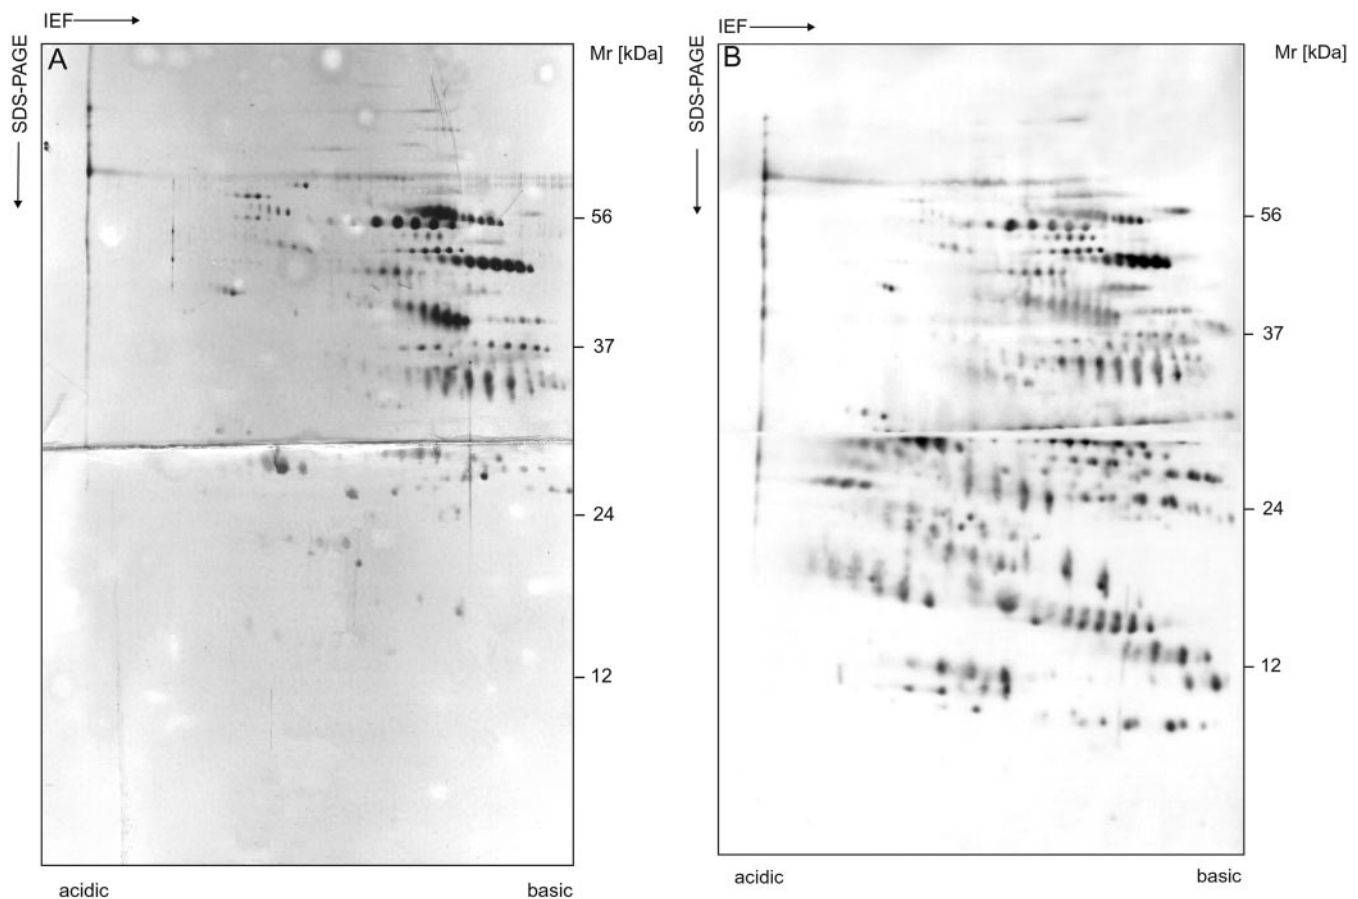 IEF
SDS-PAGE
A
Mr [kDa]
56
37
24
12
acidic
basic
IEF
SDS-PAGE
B
Mr [kDa]
56
37
24
12
acidic
basic